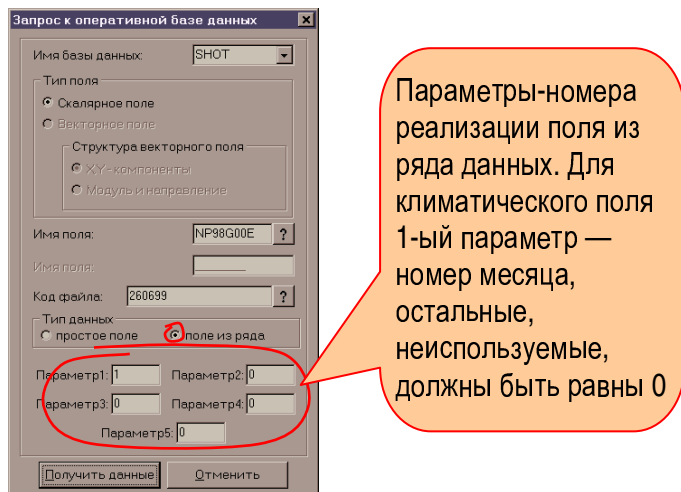 Запрос к оперативной базе данных
Имя базы данных: SHOT
Тип поля
Скалярное поле
Векторное поле
Структура векторного поля
X,Y-компоненты
Модуль и направление
Имя поля: NP98G00E ?
Имя поля:
Код файла: 260699 ?
Тип данных
простое поле поле из ряда
Параметр1: 1 Параметр2: 0
Параметр3: 0 Параметр4: 0
Параметр5: 0
Получить данные Отменить
Параметры-номера
реализации поля из
ряда данных. Для
климатического поля
1-ый параметр —
номер месяца,
остальные,
неиспользуемые,
должны быть равны 0